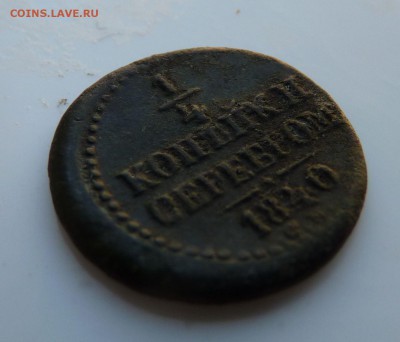 COINS.LAVE.RU
1/4
КОПѢЙКИ
СЕРЕБРОМЪ
1840